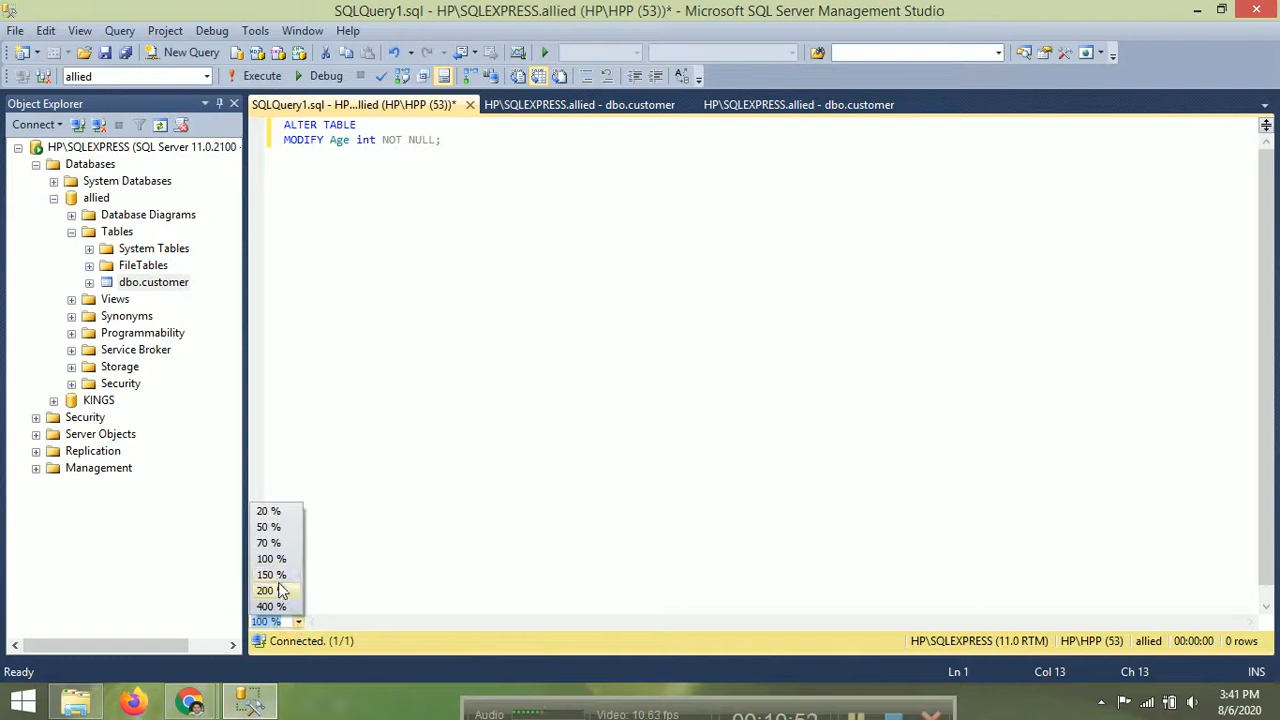 SQLQuery1.sql - HP\SQLEXPRESS.allied (HP\HPP (53))* - Microsoft SQL Server Management Studio
File Edit View Query Project Debug Tools Window Help
New Query
allied Execute Debug
Object Explorer
SQLQuery1.sql - HP...llied (HP\HPP (53))* HP\SQLEXPRESS.allied - dbo.customer HP\SQLEXPRESS.allied - dbo.customer
Connect
ALTER TABLE
MODIFY Age int NOT NULL;
HP\SQLEXPRESS (SQL Server 11.0.2100 -
Databases
System Databases
allied
Database Diagrams
Tables
System Tables
FileTables
dbo.customer
Views
Synonyms
Programmability
Service Broker
Storage
Security
KINGS
Security
Server Objects
Replication
Management
20 %
50 %
70 %
100 %
150 %
200
400 %
100 %
Connected. (1/1) HP\SQLEXPRESS (11.0 RTM) HP\HPP (53) allied 00:00:00 0 rows
Ready Ln 1 Col 13 Ch 13 INS
Audio Video: 10.63 fps
00:10:52
3:41 PM
8/6/2020